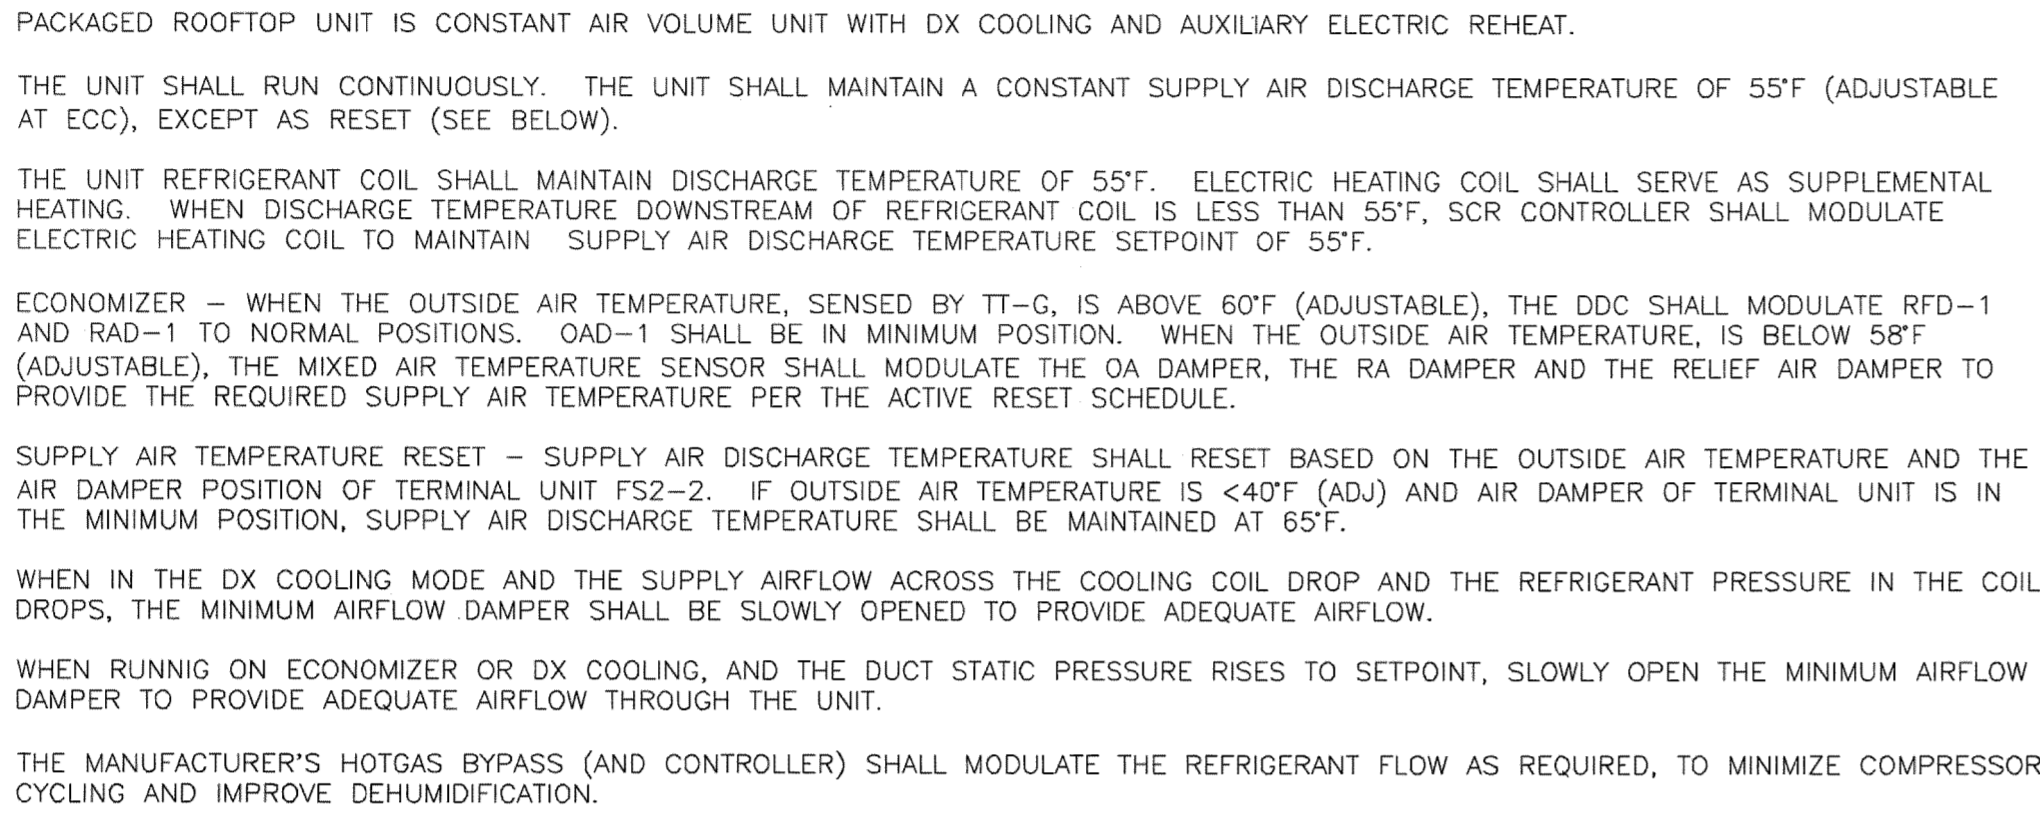 PACKAGED ROOFTOP UNIT IS CONSTANT AIR VOLUME UNIT WITH DX COOLING AND AUXILIARY ELECTRIC REHEAT.
THE UNIT SHALL RUN CONTINUOUSLY. THE UNIT SHALL MAINTAIN A CONSTANT SUPPLY AIR DISCHARGE TEMPERATURE OF 55°F (ADJUSTABLE
AT ECC), EXCEPT AS RESET (SEE BELOW).
THE UNIT REFRIGERANT COIL SHALL MAINTAIN DISCHARGE TEMPERATURE OF 55°F. ELECTRIC HEATING COIL SHALL SERVE AS SUPPLEMENTAL
HEATING. WHEN DISCHARGE TEMPERATURE DOWNSTREAM OF REFRIGERANT COIL IS LESS THAN 55°F, SCR CONTROLLER SHALL MODULATE
ELECTRIC HEATING COIL TO MAINTAIN SUPPLY AIR DISCHARGE TEMPERATURE SETPOINT OF 55°F.
ECONOMIZER – WHEN THE OUTSIDE AIR TEMPERATURE, SENSED BY TT–G, IS ABOVE 60°F (ADJUSTABLE), THE DDC SHALL MODULATE RFD–1
AND RAD–1 TO NORMAL POSITIONS. OAD–1 SHALL BE IN MINIMUM POSITION. WHEN THE OUTSIDE AIR TEMPERATURE, IS BELOW 58°F
(ADJUSTABLE), THE MIXED AIR TEMPERATURE SENSOR SHALL MODULATE THE OA DAMPER, THE RA DAMPER AND THE RELIEF AIR DAMPER TO
PROVIDE THE REQUIRED SUPPLY AIR TEMPERATURE PER THE ACTIVE RESET SCHEDULE.
SUPPLY AIR TEMPERATURE RESET – SUPPLY AIR DISCHARGE TEMPERATURE SHALL RESET BASED ON THE OUTSIDE AIR TEMPERATURE AND THE
AIR DAMPER POSITION OF TERMINAL UNIT FS2–2. IF OUTSIDE AIR TEMPERATURE IS <40°F (ADJ) AND AIR DAMPER OF TERMINAL UNIT IS IN
THE MINIMUM POSITION, SUPPLY AIR DISCHARGE TEMPERATURE SHALL BE MAINTAINED AT 65°F.
WHEN IN THE DX COOLING MODE AND THE SUPPLY AIRFLOW ACROSS THE COOLING COIL DROP AND THE REFRIGERANT PRESSURE IN THE COIL
DROPS, THE MINIMUM AIRFLOW DAMPER SHALL BE SLOWLY OPENED TO PROVIDE ADEQUATE AIRFLOW.
WHEN RUNNIG ON ECONOMIZER OR DX COOLING, AND THE DUCT STATIC PRESSURE RISES TO SETPOINT, SLOWLY OPEN THE MINIMUM AIRFLOW
DAMPER TO PROVIDE ADEQUATE AIRFLOW THROUGH THE UNIT.
THE MANUFACTURER'S HOTGAS BYPASS (AND CONTROLLER) SHALL MODULATE THE REFRIGERANT FLOW AS REQUIRED, TO MINIMIZE COMPRESSOR
CYCLING AND IMPROVE DEHUMIDIFICATION.